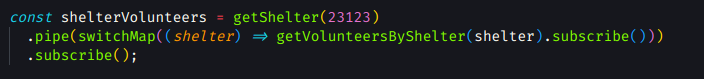 const shelterVolunteers = getShelter(23123)
.pipe(switchMap((shelter) => getVolunteersByShelter(shelter).subscribe()))
.subscribe();